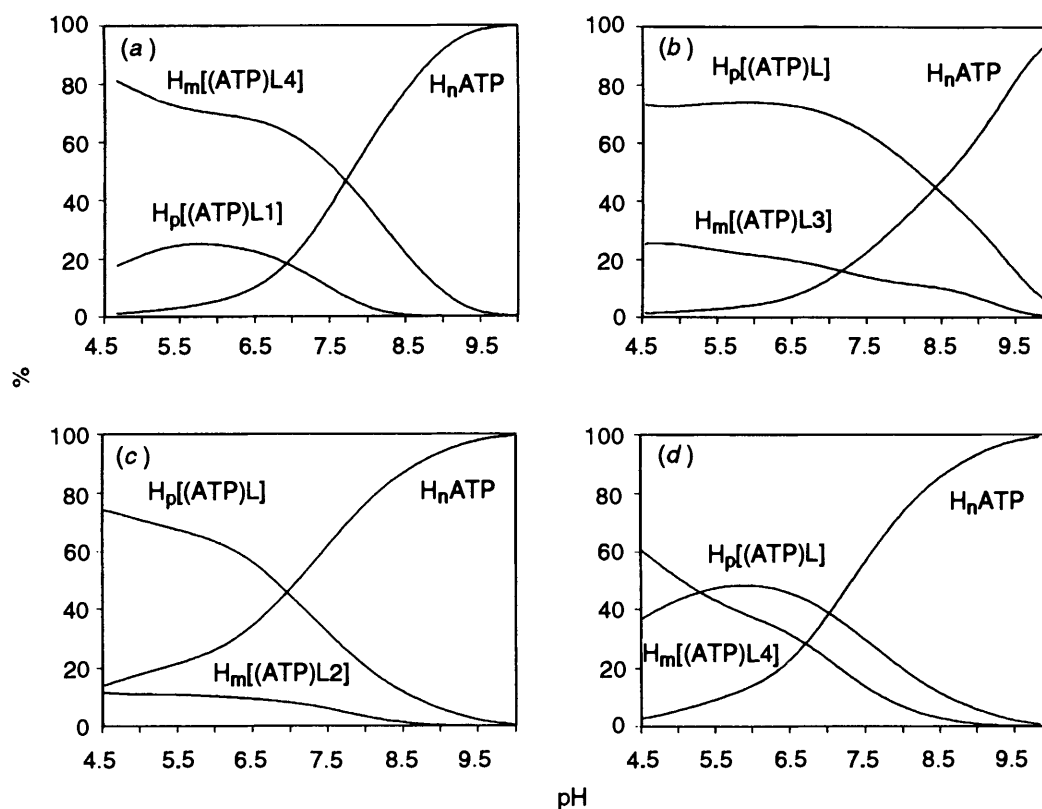 (a)
H_m[(ATP)L4]
H_nATP
H_p[(ATP)L1]
100
80
60
40
20
0
4.5 5.5 6.5 7.5 8.5 9.5
(b)
H_p[(ATP)L]
H_nATP
H_m[(ATP)L3]
100
80
60
40
20
0
4.5 5.5 6.5 7.5 8.5 9.5
%
(c)
H_p[(ATP)L]
H_nATP
H_m[(ATP)L2]
100
80
60
40
20
0
4.5 5.5 6.5 7.5 8.5 9.5
(d)
H_nATP
H_p[(ATP)L]
H_m[(ATP)L4]
100
80
60
40
20
0
4.5 5.5 6.5 7.5 8.5 9.5
pH